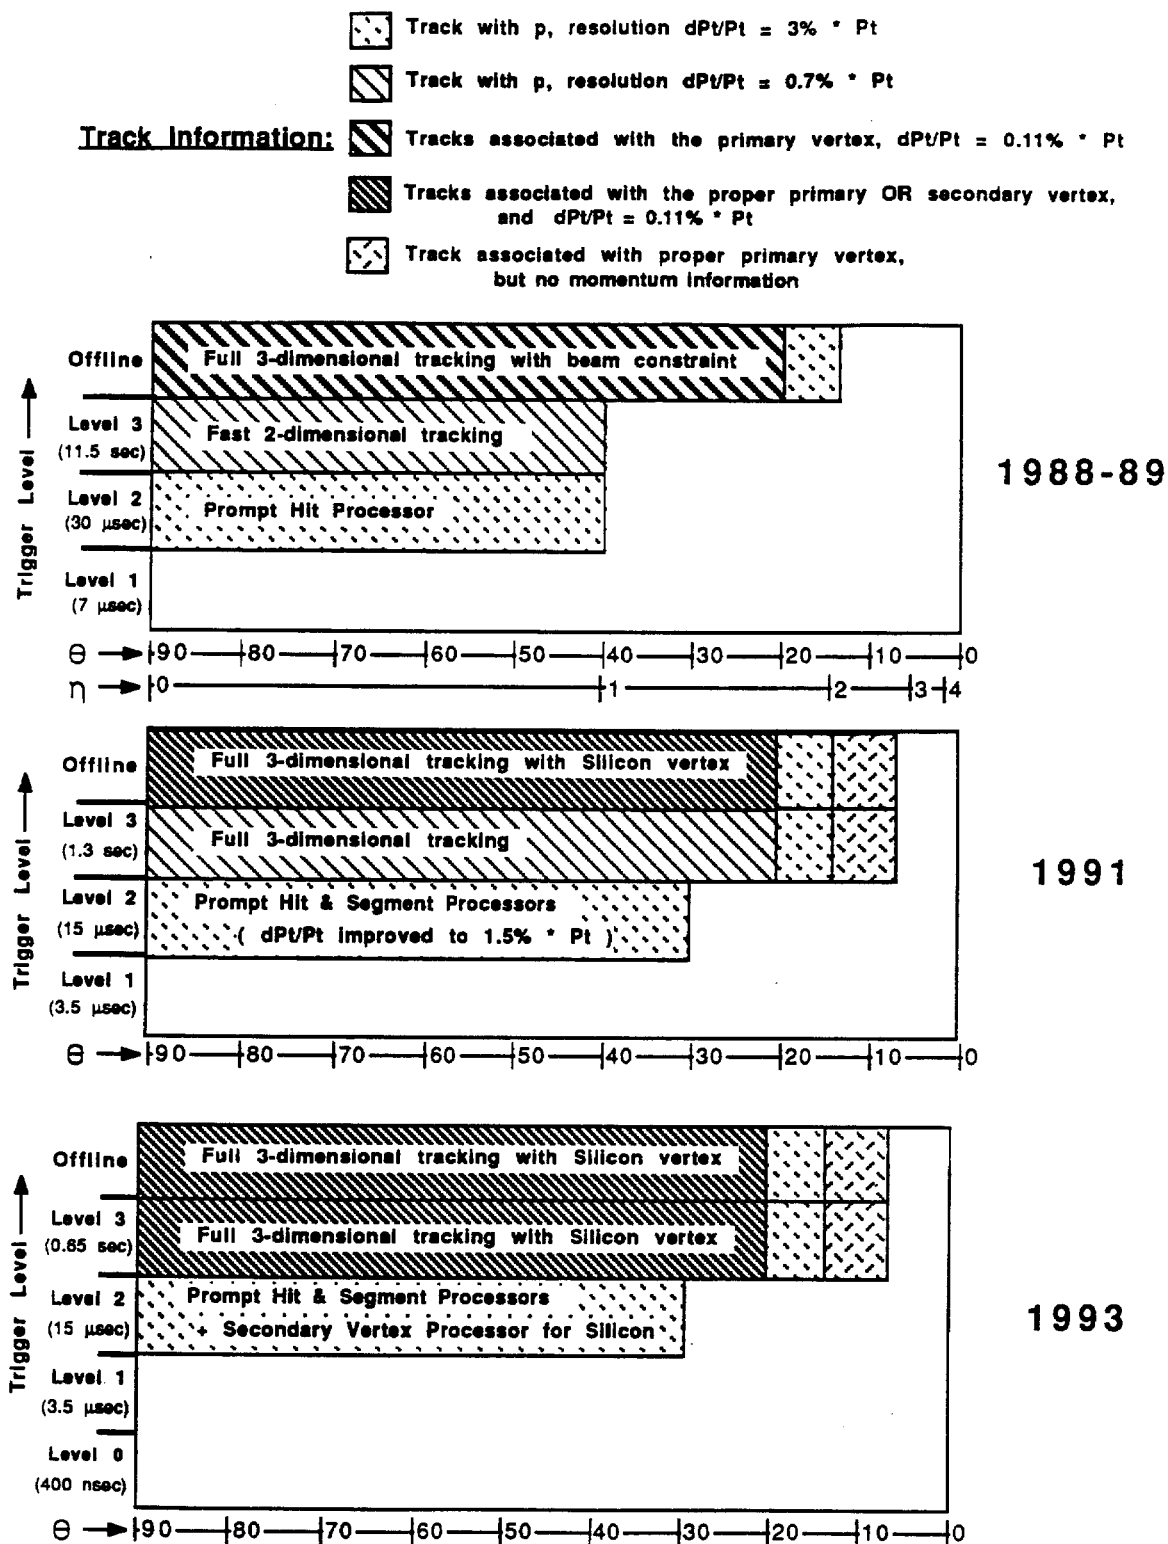 Track with p, resolution dPt/Pt = 3% * Pt
Track with p, resolution dPt/Pt = 0.7% * Pt
Track Information:
Tracks associated with the primary vertex, dPt/Pt = 0.11% * Pt
Tracks associated with the proper primary OR secondary vertex,
and dPt/Pt = 0.11% * Pt
Track associated with proper primary vertex,
but no momentum information
Trigger Level
Offline
Full 3-dimensional tracking with beam constraint
Level 3
(11.5 sec)
Fast 2-dimensional tracking
Level 2
(30 µsec)
Prompt Hit Processor
Level 1
(7 µsec)
1988-89
θ 90 80 70 60 50 40 30 20 10 0
η 0 1 2 3 4
Trigger Level
Offline
Full 3-dimensional tracking with Silicon vertex
Level 3
(1.3 sec)
Full 3-dimensional tracking
Level 2
(15 µsec)
Prompt Hit & Segment Processors
( dPt/Pt improved to 1.5% * Pt )
Level 1
(3.5 µsec)
1991
θ 90 80 70 60 50 40 30 20 10 0
Trigger Level
Offline
Full 3-dimensional tracking with Silicon vertex
Level 3
(0.65 sec)
Full 3-dimensional tracking with Silicon vertex
Level 2
(15 µsec)
Prompt Hit & Segment Processors
+ Secondary Vertex Processor for Silicon
Level 1
(3.5 µsec)
Level 0
(400 nsec)
1993
θ 90 80 70 60 50 40 30 20 10 0